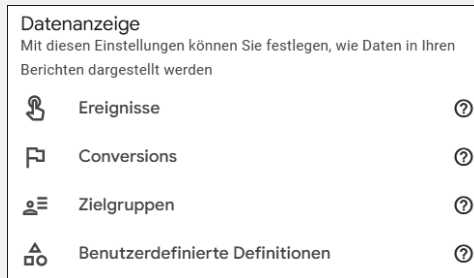 Datenanzeige
Mit diesen Einstellungen können Sie festlegen, wie Daten in Ihren
Berichten dargestellt werden
Ereignisse
Conversions
Zielgruppen
Benutzerdefinierte Definitionen